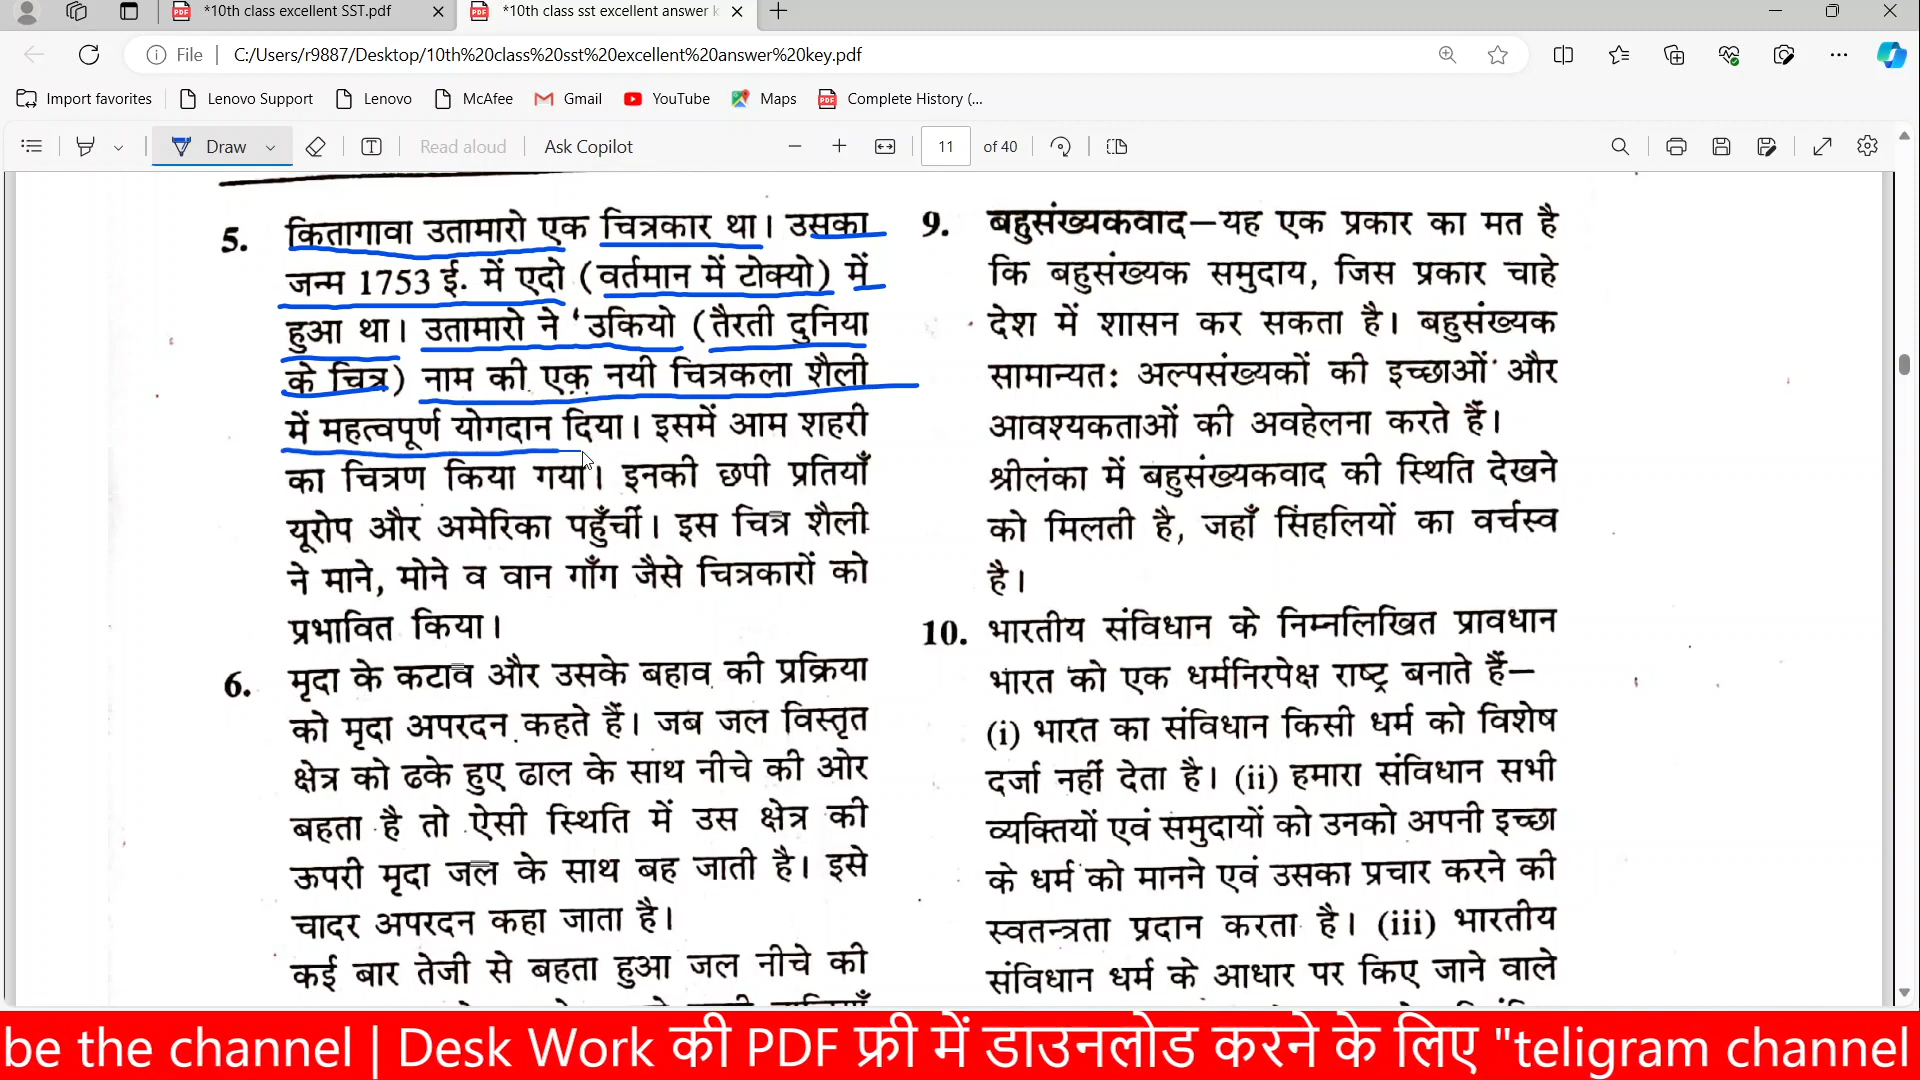 *10th class excellent SST.pdf
*10th class sst excellent answer k
File
C:/Users/r9887/Desktop/10th%20class%20sst%20excellent%20answer%20key.pdf
Import favorites
Lenovo Support
Lenovo
McAfee
Gmail
YouTube
Maps
Complete History (...
Draw
Read aloud
Ask Copilot
11
of 40
5. कितागावा उतामारो एक चित्रकार था। उसका
जन्म 1753 ई. में एदो (वर्तमान में टोक्यो) में
हुआ था। उतामारो ने 'उकियो (तैरती दुनिया
के चित्र) नाम की एक नयी चित्रकला शैली
में महत्वपूर्ण योगदान दिया। इसमें आम शहरी
का चित्रण किया गया। इनकी छपी प्रतियाँ
यूरोप और अमेरिका पहुँचीं। इस चित्र शैली
ने माने, मोने व वान गाँग जैसे चित्रकारों को
प्रभावित किया।
6. मृदा के कटाव और उसके बहाव की प्रक्रिया
को मृदा अपरदन कहते हैं। जब जल विस्तृत
क्षेत्र को ढके हुए ढाल के साथ नीचे की ओर
बहता है तो ऐसी स्थिति में उस क्षेत्र की
ऊपरी मृदा जल के साथ बह जाती है। इसे
चादर अपरदन कहा जाता है।
कई बार तेजी से बहता हुआ जल नीचे की
9. बहुसंख्यकवाद–यह एक प्रकार का मत है
कि बहुसंख्यक समुदाय, जिस प्रकार चाहे
देश में शासन कर सकता है। बहुसंख्यक
सामान्यतः अल्पसंख्यकों की इच्छाओं और
आवश्यकताओं की अवहेलना करते हैं।
श्रीलंका में बहुसंख्यकवाद की स्थिति देखने
को मिलती है, जहाँ सिंहलियों का वर्चस्व
है।
10. भारतीय संविधान के निम्नलिखित प्रावधान
भारत को एक धर्मनिरपेक्ष राष्ट्र बनाते हैं–
(i) भारत का संविधान किसी धर्म को विशेष
दर्जा नहीं देता है। (ii) हमारा संविधान सभी
व्यक्तियों एवं समुदायों को उनको अपनी इच्छा
के धर्म को मानने एवं उसका प्रचार करने की
स्वतन्त्रता प्रदान करता है। (iii) भारतीय
संविधान धर्म के आधार पर किए जाने वाले
be the channel | Desk Work की PDF फ्री में डाउनलोड करने के लिए "teligram channel